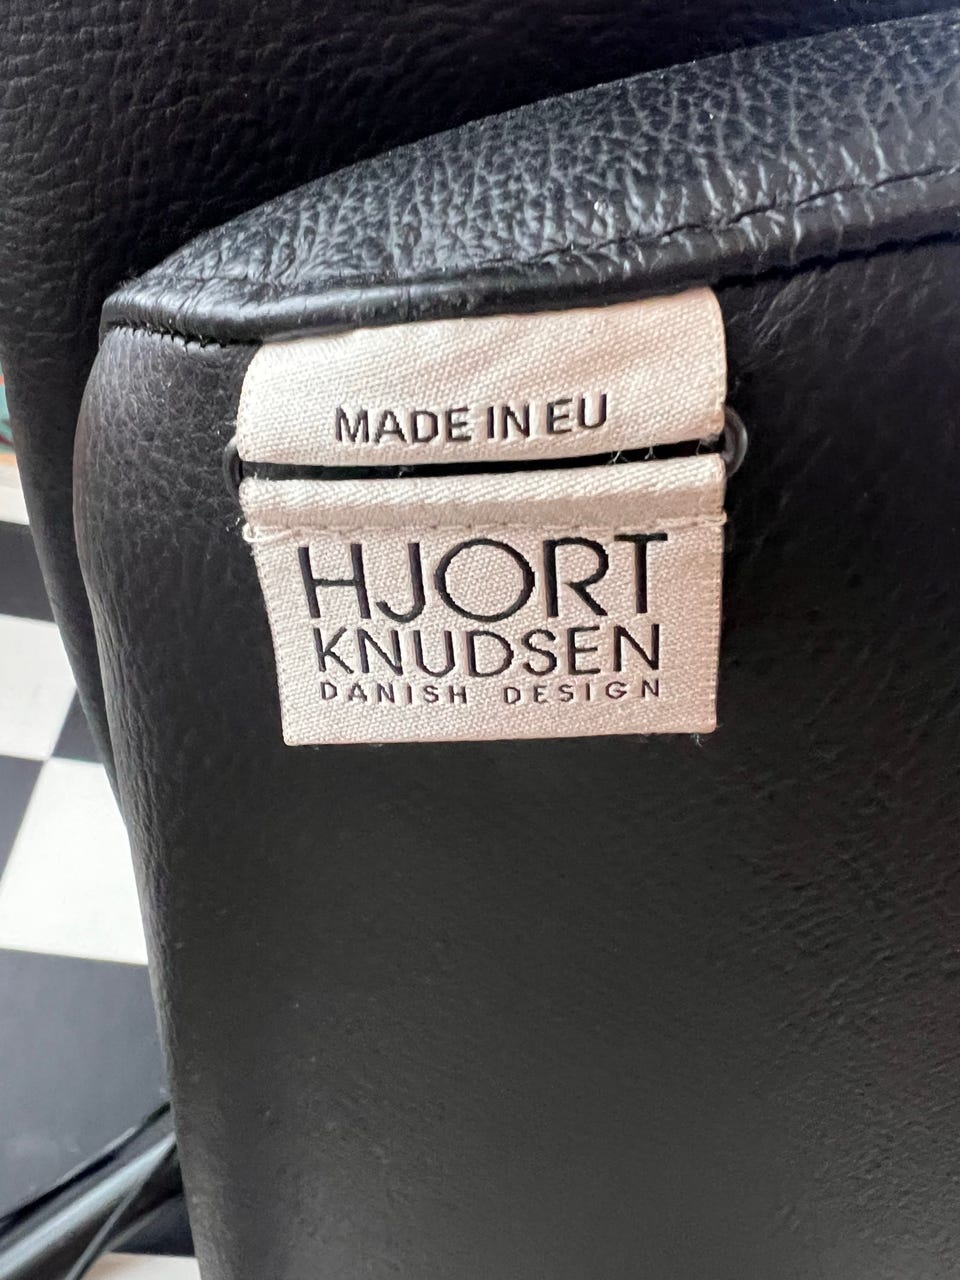 MADE IN EU
HJORT
KNUDSEN
DANISH DESIGN